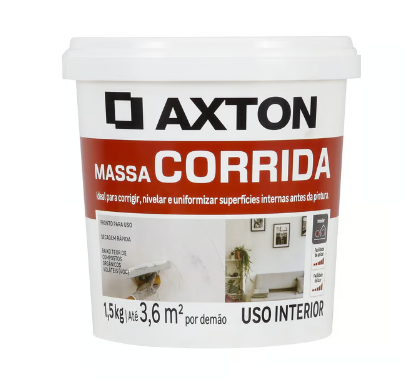 AXTON
MASSA CORRIDA
Ideal para corrigir, nivelar e uniformizar superfícies internas antes da pintura.
PRONTO PARA USO
SECAGEM RÁPIDA
BAIXO TEOR DE
COMPOSTOS
ORGÂNICOS
VOLÁTEIS (VOC)
1,5kg | Até 3,6 m² por demão
USO INTERIOR